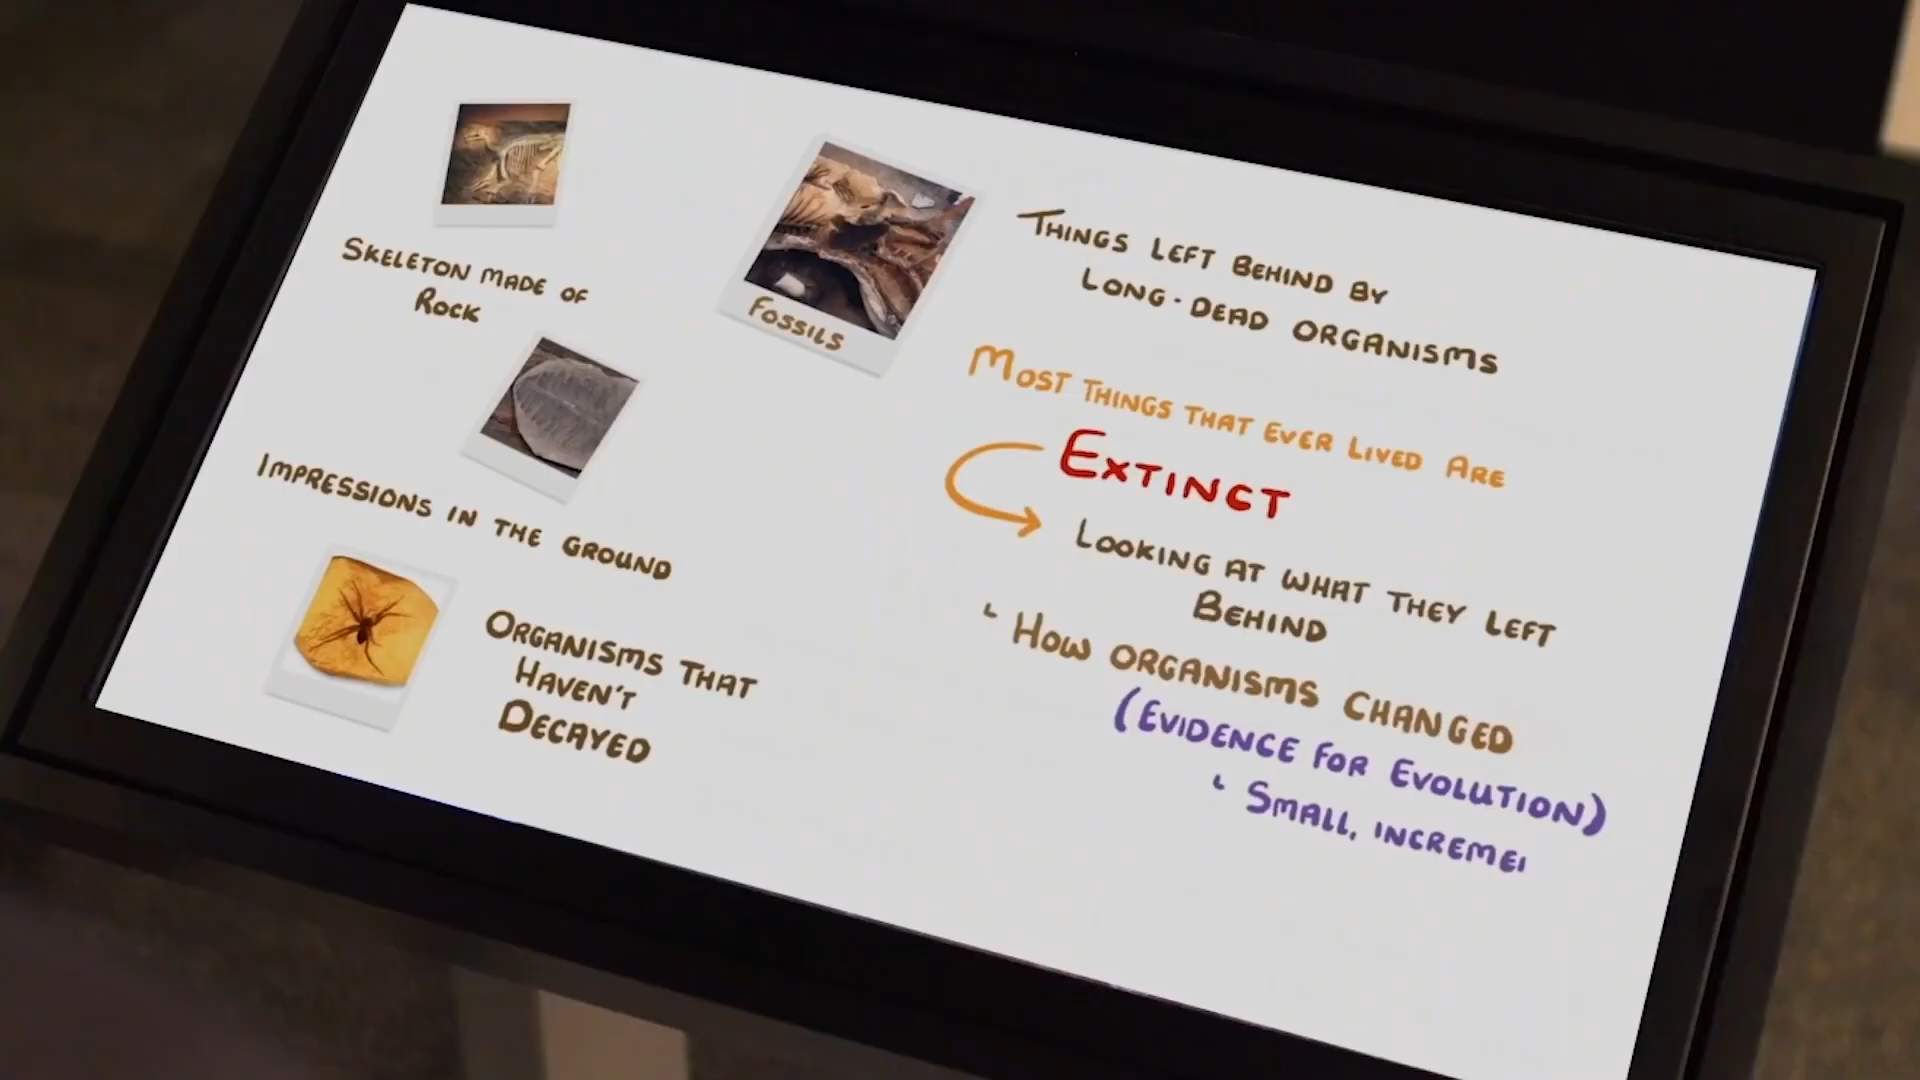 Skeleton made of
Rock
Impressions in the ground
Organisms that
Haven't
Decayed
Fossils
Things left behind by
long-dead organisms
Most things that ever lived are
Extinct
Looking at what they left
Behind
How organisms changed
(Evidence for Evolution)
Small, incremei